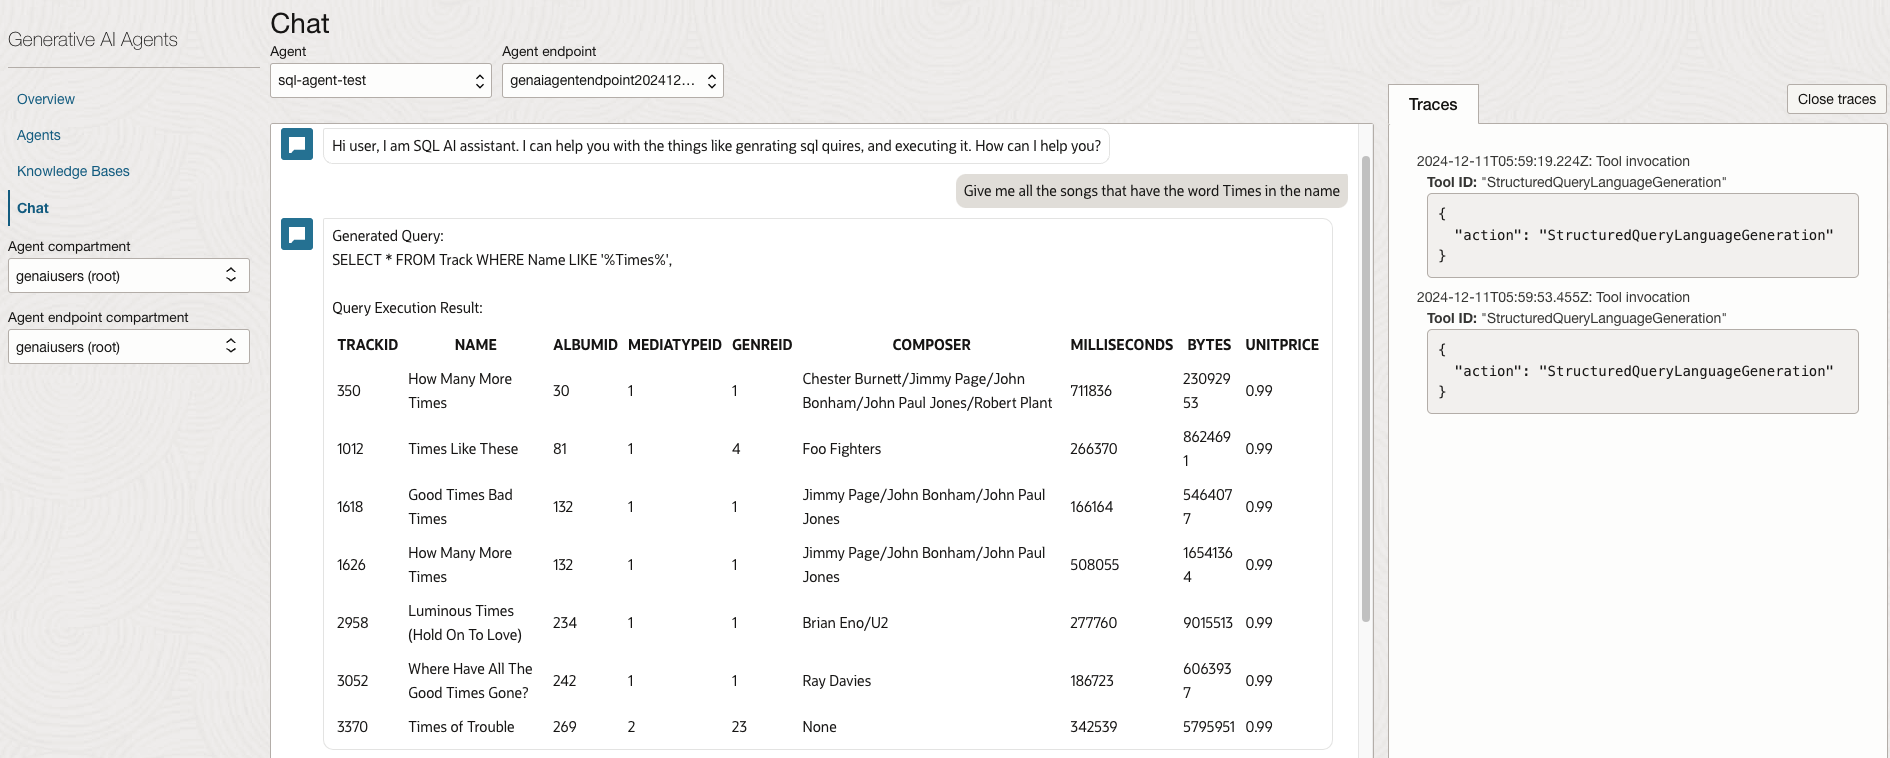 Generative AI Agents
Overview
Agents
Knowledge Bases
Chat
Agent compartment
genaiusers (root)
Agent endpoint compartment
genaiusers (root)
Chat
Agent
Agent endpoint
sql-agent-test
genaiagentendpoint202412...
Hi user, I am SQL AI assistant. I can help you with the things like genrating sql quires, and executing it. How can I help you?
Give me all the songs that have the word Times in the name
Generated Query:
SELECT * FROM Track WHERE Name LIKE '%Times%',
Query Execution Result:
TRACKID NAME ALBUMID MEDIATYPEID GENREID COMPOSER MILLISECONDS BYTES UNITPRICE
350 How Many More Times 30 1 1 Chester Burnett/Jimmy Page/John Bonham/John Paul Jones/Robert Plant 711836 23092953 0.99
1012 Times Like These 81 1 4 Foo Fighters 266370 8624691 0.99
1618 Good Times Bad Times 132 1 1 Jimmy Page/John Bonham/John Paul Jones 166164 5464077 0.99
1626 How Many More Times 132 1 1 Jimmy Page/John Bonham/John Paul Jones 508055 16541364 0.99
2958 Luminous Times (Hold On To Love) 234 1 1 Brian Eno/U2 277760 9015513 0.99
3052 Where Have All The Good Times Gone? 242 1 1 Ray Davies 186723 6063937 0.99
3370 Times of Trouble 269 2 23 None 342539 5795951 0.99
Traces
Close traces
2024-12-11T05:59:19.224Z: Tool invocation
Tool ID: "StructuredQueryLanguageGeneration"
{
"action": "StructuredQueryLanguageGeneration"
}
2024-12-11T05:59:53.455Z: Tool invocation
Tool ID: "StructuredQueryLanguageGeneration"
{
"action": "StructuredQueryLanguageGeneration"
}